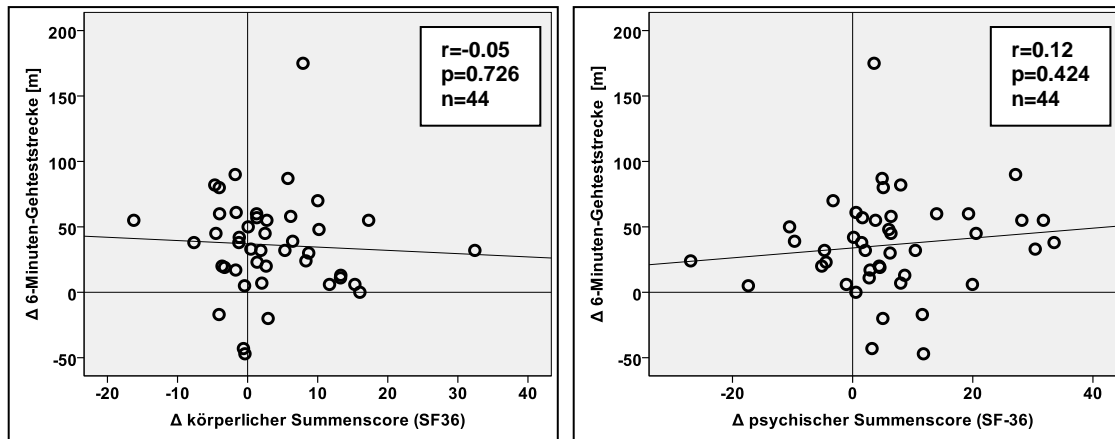 200
150
100
50
0
-50
Δ 6-Minuten-Gehteststrecke [m]
r=-0.05
p=0.726
n=44
-20 -10 0 10 20 30 40
Δ körperlicher Summenscore (SF36)
200
150
100
50
0
-50
Δ 6-Minuten-Gehteststrecke [m]
r=0.12
p=0.424
n=44
-20 0 20 40
Δ psychischer Summenscore (SF-36)